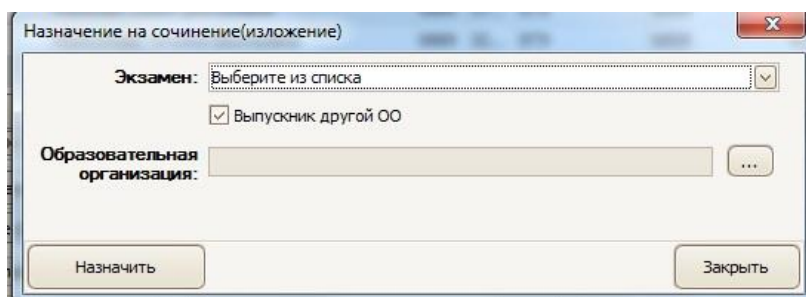 Назначение на сочинение(изложение)
Экзамен: Выберите из списка
Выпускник другой ОО
Образовательная
организация:
...
Назначить Закрыть